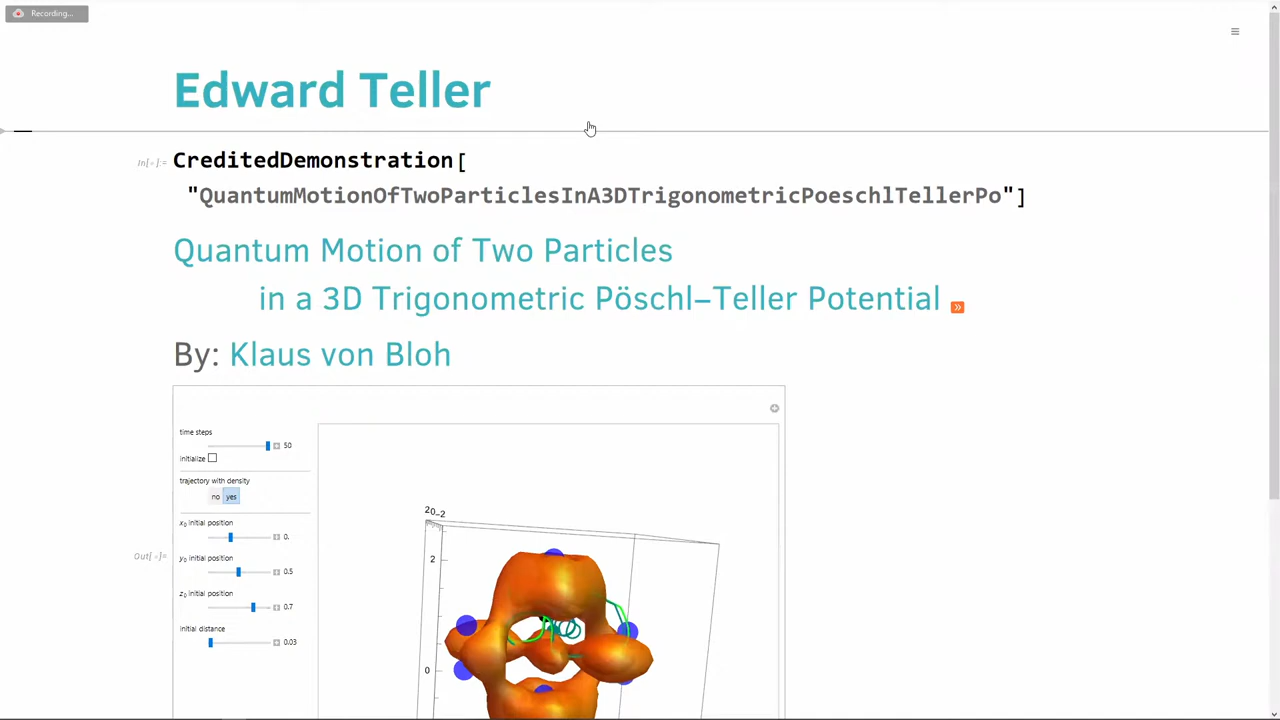 Recording...
Edward Teller
In[◦]:= CreditedDemonstration[
"QuantumMotionOfTwoParticlesInA3DTrigonometricPoeschlTellerPo"]
Quantum Motion of Two Particles
in a 3D Trigonometric Pöschl–Teller Potential »
By: Klaus von Bloh
time steps
50
initialize
trajectory with density
no yes
x0 initial position
0.
y0 initial position
0.5
z0 initial position
0.7
initial distance
0.03
Out[◦]=
20-2
2
0